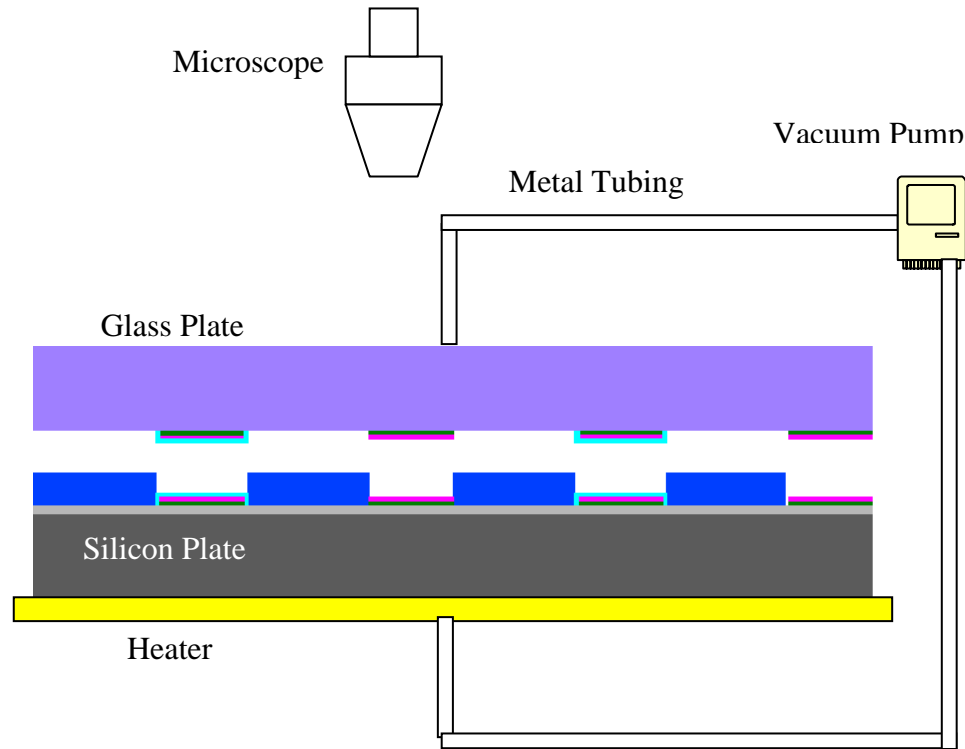 Microscope
Vacuum Pump
Metal Tubing
Glass Plate
Silicon Plate
Heater